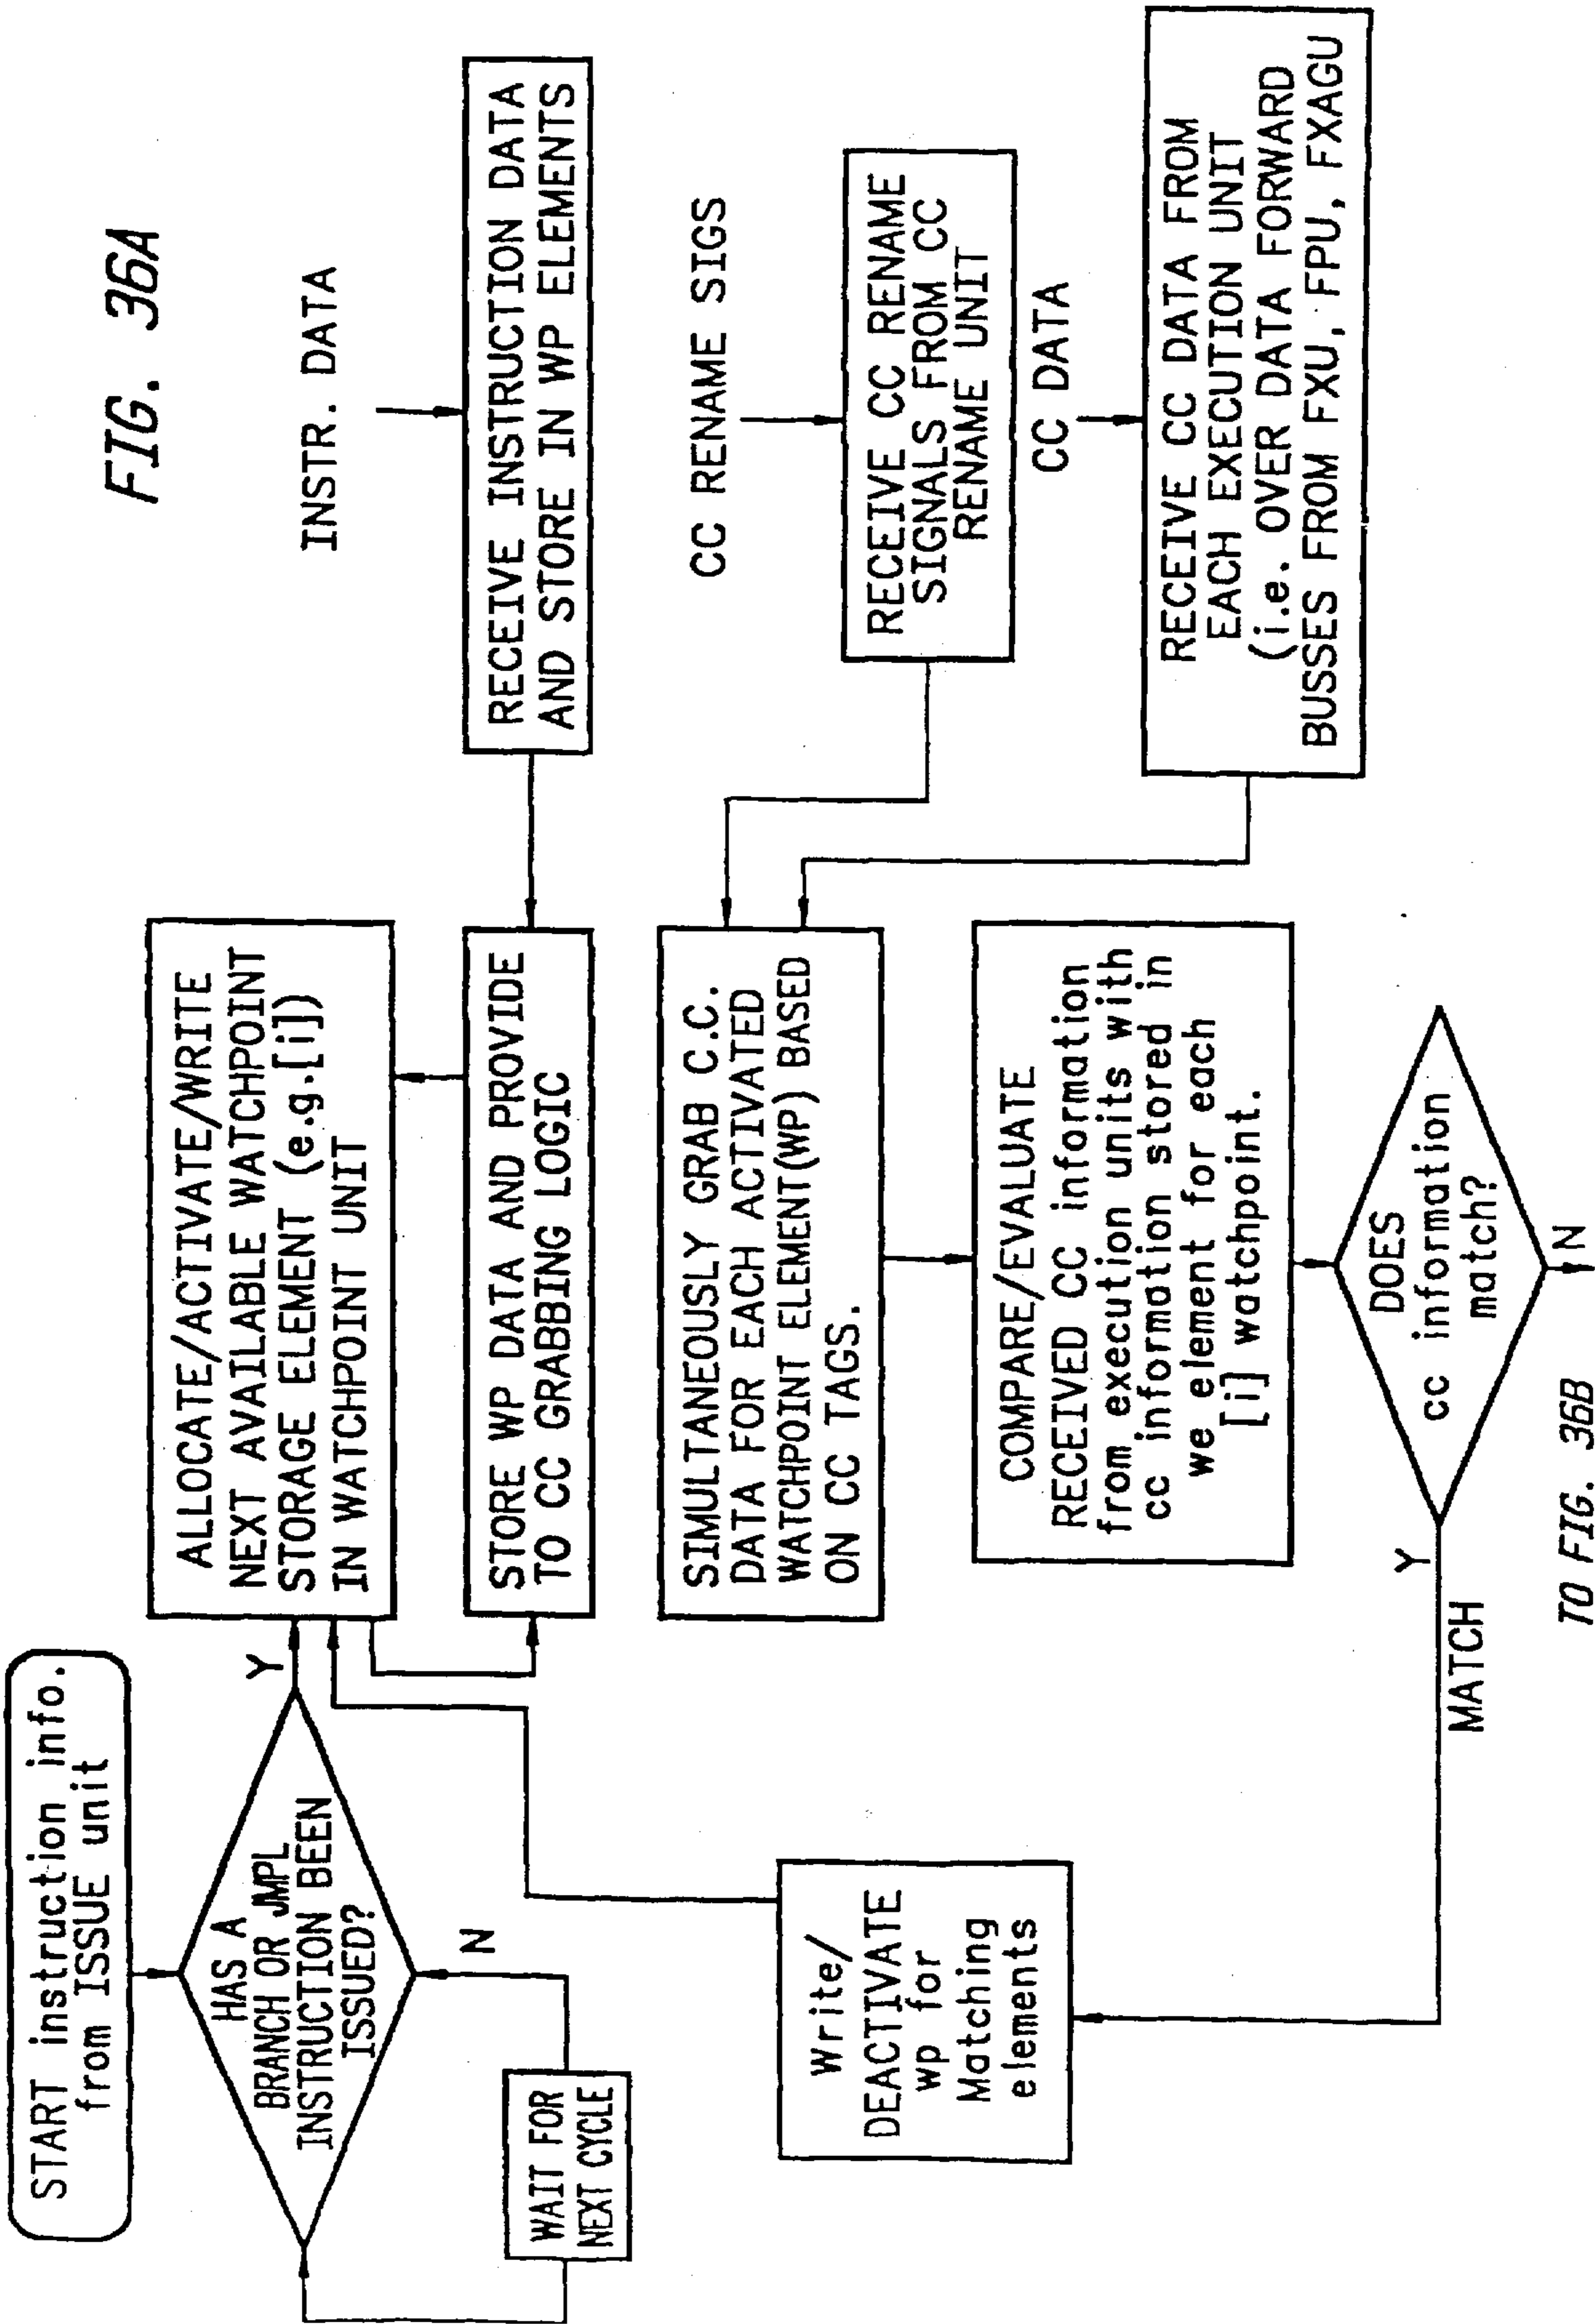 FIG. 36A
START instruction info.
from ISSUE unit
HAS A
BRANCH OR JMPL
INSTRUCTION BEEN
ISSUED?
Y
N
WAIT FOR
NEXT CYCLE
ALLOCATE/ACTIVATE/WRITE
NEXT AVAILABLE WATCHPOINT
STORAGE ELEMENT (e.g.[i])
IN WATCHPOINT UNIT
INSTR. DATA
RECEIVE INSTRUCTION DATA
AND STORE IN WP ELEMENTS
STORE WP DATA AND PROVIDE
TO CC GRABBING LOGIC
CC RENAME SIGS
RECEIVE CC RENAME
SIGNALS FROM CC
RENAME UNIT
SIMULTANEOUSLY GRAB C.C.
DATA FOR EACH ACTIVATED
WATCHPOINT ELEMENT(WP) BASED
ON CC TAGS.
CC DATA
RECEIVE CC DATA FROM
EACH EXECUTION UNIT
(i.e. OVER DATA FORWARD
BUSSES FROM FXU, FPU, FXAGU
COMPARE/EVALUATE
RECEIVED CC information
from execution units with
cc information stored in
we element for each
[i] watchpoint.
Write/
DEACTIVATE
wp for
Matching
elements
DOES
cc information
match?
Y
MATCH
N
TO FIG. 36B